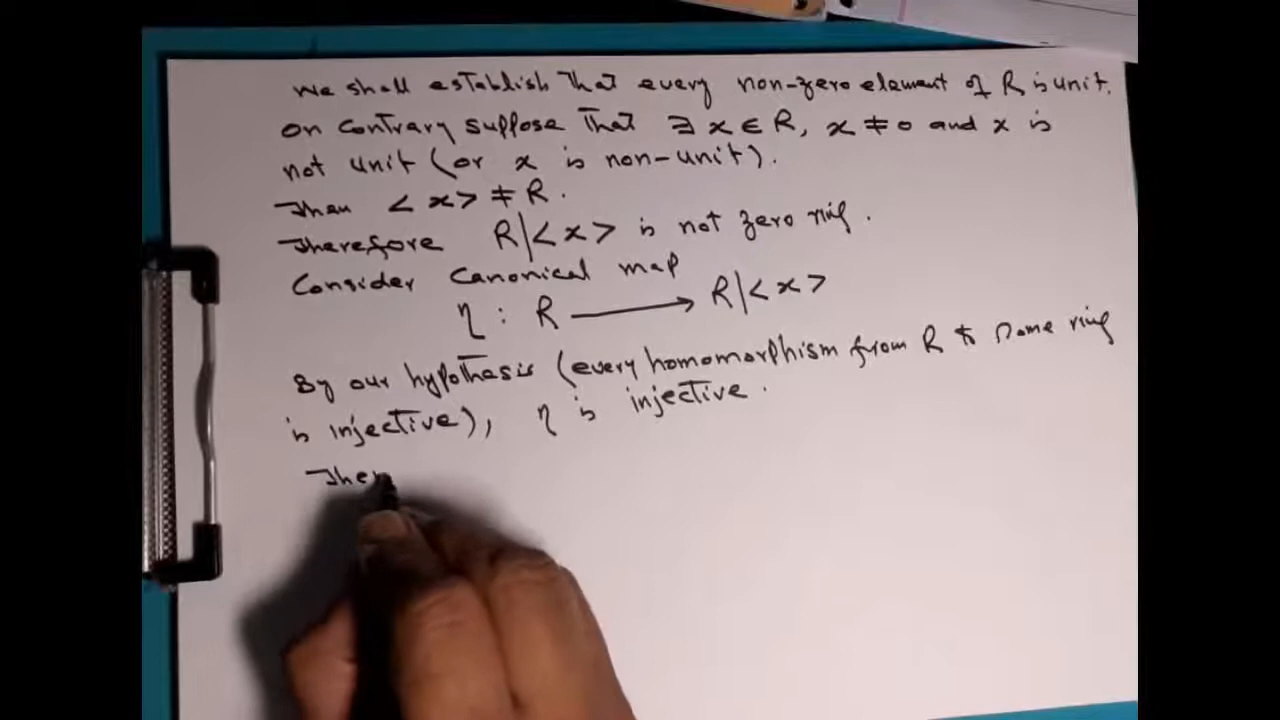 We shall establish that every non-zero element of R is unit.
On contrary suppose that ∃ x ∈ R, x ≠ 0 and x is
not unit (or x is non-unit).
Then < x > ≠ R.
Therefore R|< x > is not zero ring.
Consider canonical map
η : R ⟶ R|< x >
By our hypothesis (every homomorphism from R to some ring
is injective), η is injective.
Then